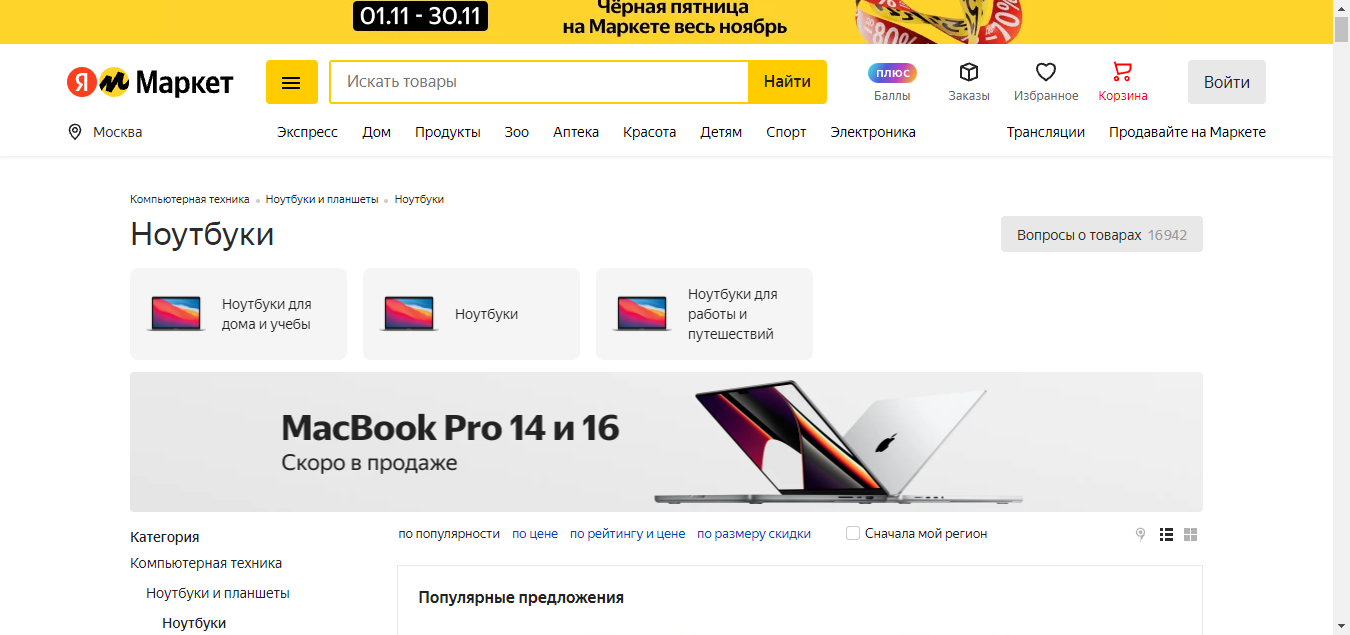 01.11 - 30.11
Чёрная пятница
на Маркете весь ноябрь
80%
Я Маркет
Искать товары
Найти
плюс
Баллы
Заказы
Избранное
Корзина
Войти
Москва
Экспресс
Дом
Продукты
Зоо
Аптека
Красота
Детям
Спорт
Электроника
Трансляции
Продавайте на Маркете
Компьютерная техника
Ноутбуки и планшеты
Ноутбуки
Ноутбуки
Вопросы о товарах 16942
Ноутбуки для
дома и учебы
Ноутбуки
Ноутбуки для
работы и
путешествий
MacBook Pro 14 и 16
Скоро в продаже
Категория
Компьютерная техника
Ноутбуки и планшеты
Ноутбуки
по популярности
по цене
по рейтингу и цене
по размеру скидки
Сначала мой регион
Популярные предложения